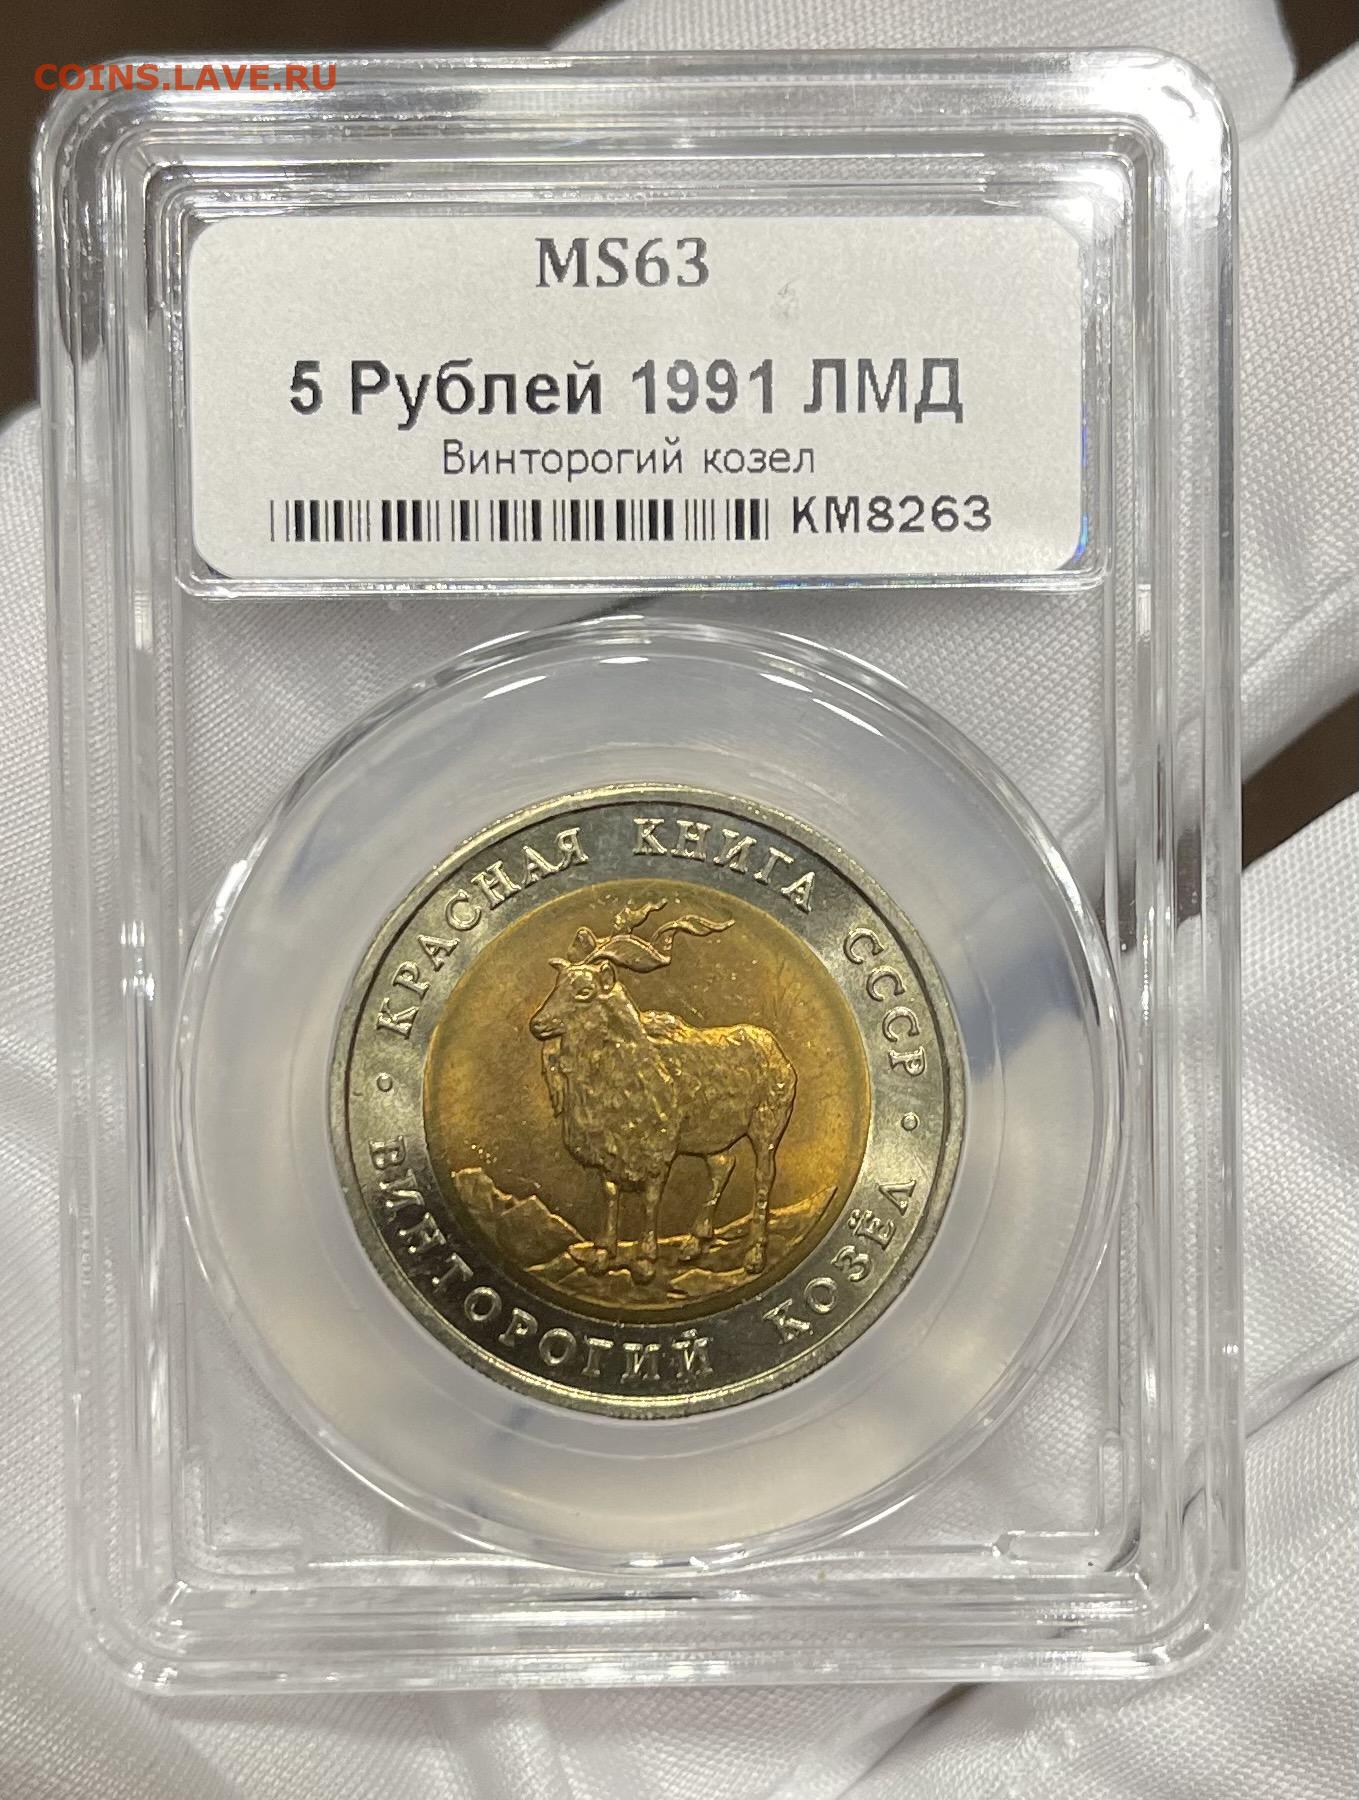 COINS.LAVE.RU
MS63
5 Рублей 1991 ЛМД
Винторогий козел
KM8263
· КРАСНАЯ КНИГА СССР ·
ВИНТОРОГИЙ КОЗЁЛ